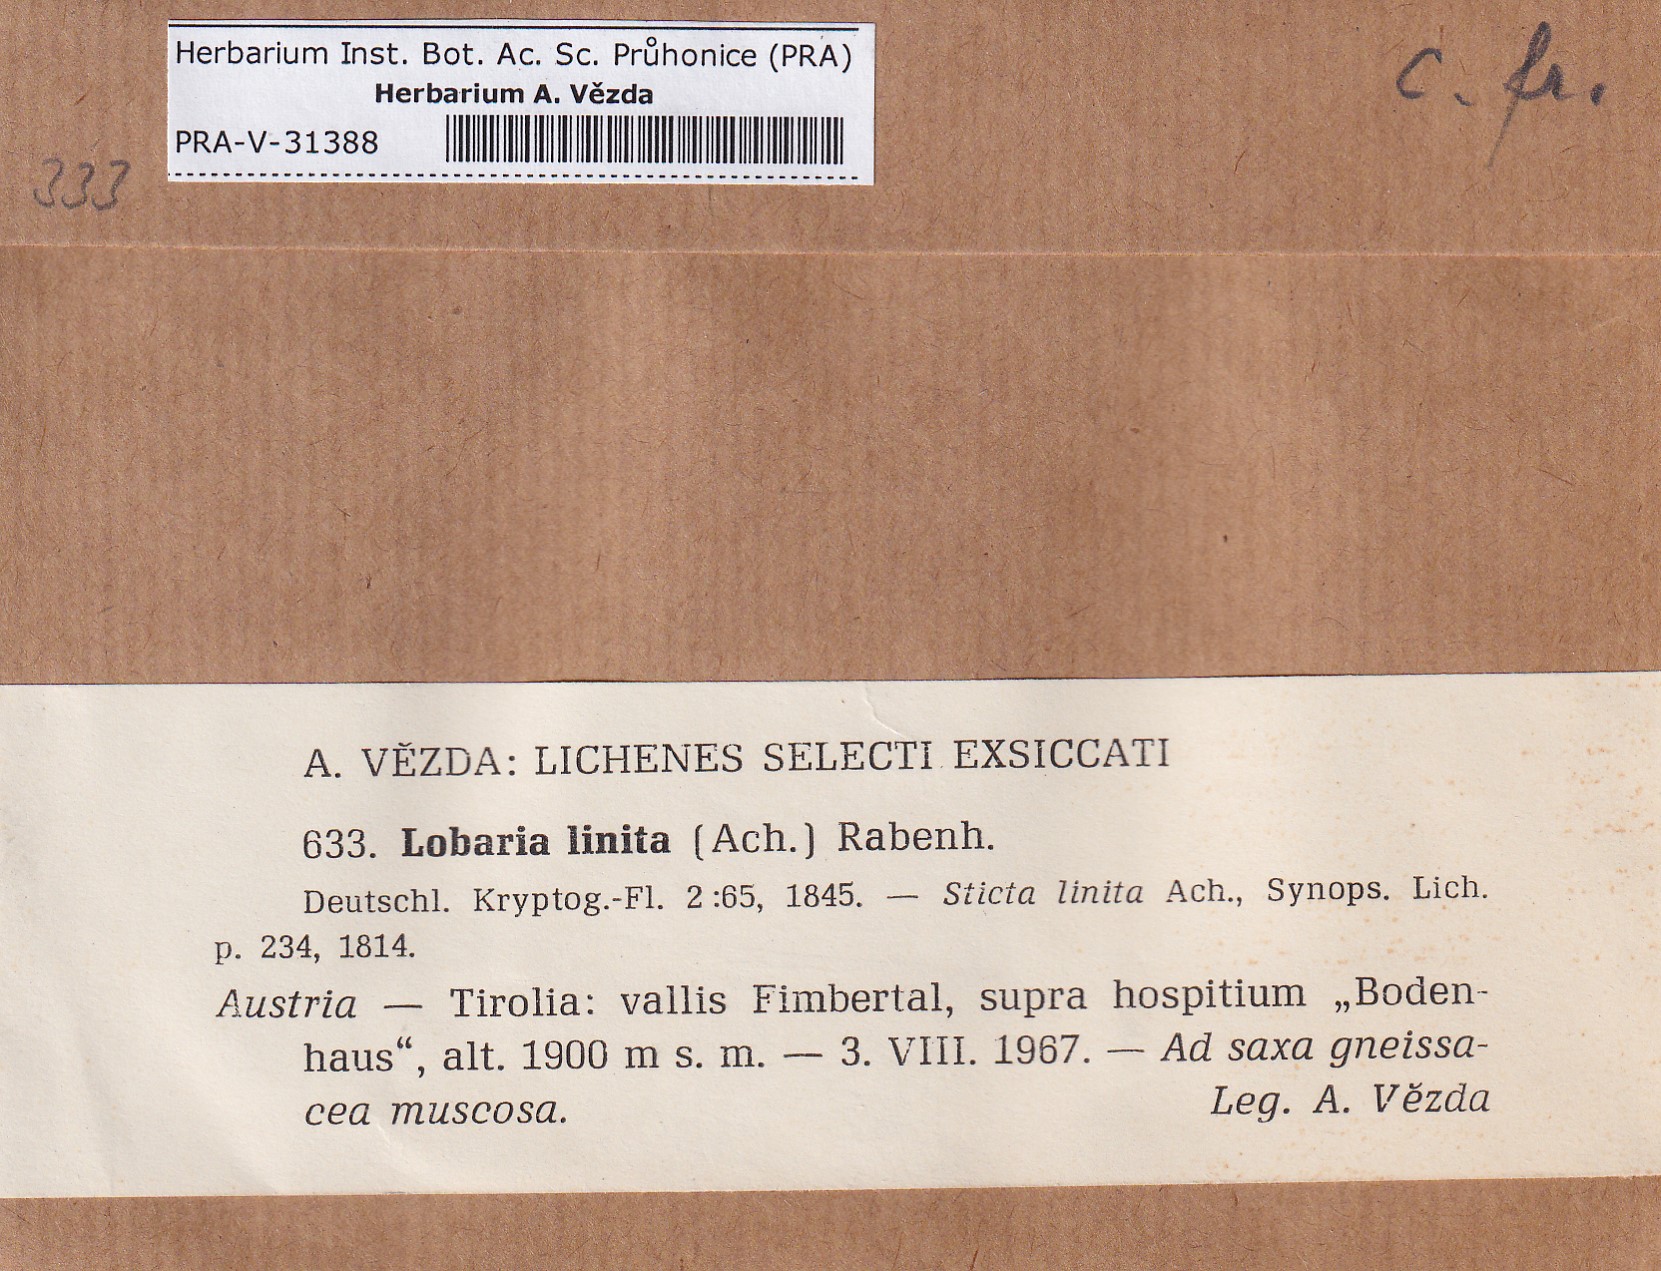 Herbarium Inst. Bot. Ac. Sc. Průhonice (PRA)
Herbarium A. Vězda
PRA-V-31388
c. fr.
333
A. VĚZDA: LICHENES SELECTI EXSICCATI
633. Lobaria linita (Ach.) Rabenh.
Deutschl. Kryptog.-Fl. 2:65, 1845. — Sticta linita Ach., Synops. Lich.
p. 234, 1814.
Austria — Tirolia: vallis Fimbertal, supra hospitium „Boden-
haus“, alt. 1900 m s. m. — 3. VIII. 1967. — Ad saxa gneissa-
cea muscosa. Leg. A. Vězda